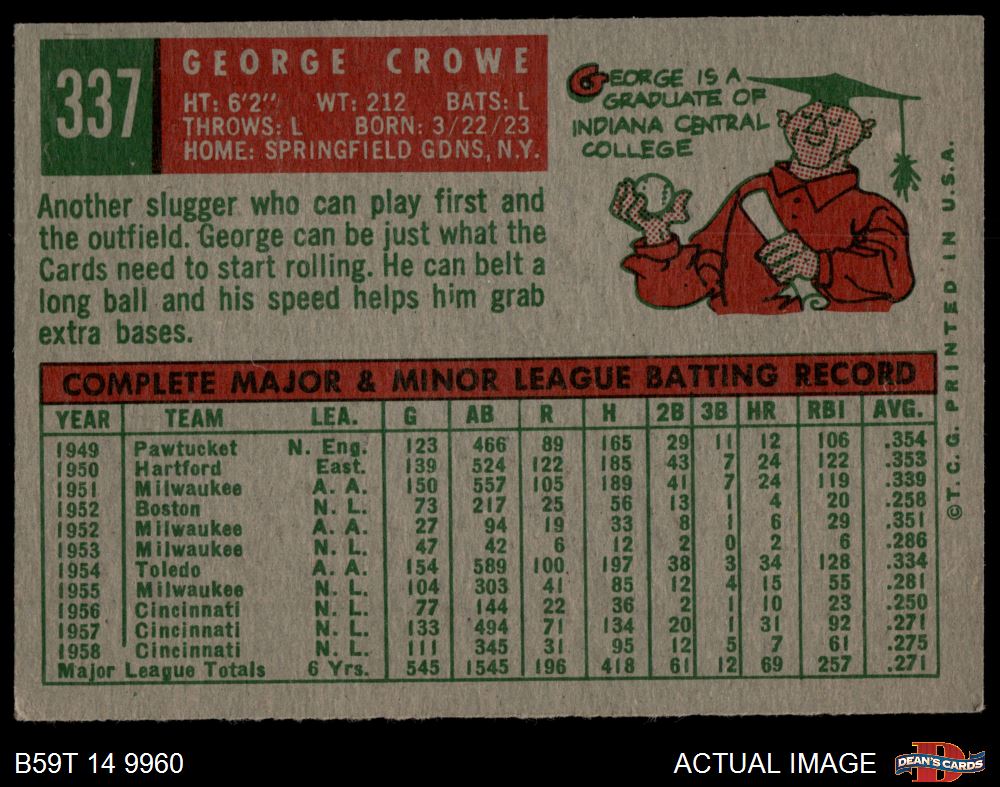 337
GEORGE CROWE
HT: 6'2" WT: 212 BATS: L
THROWS: L BORN: 3/22/23
HOME: SPRINGFIELD GDNS, N.Y.
GEORGE IS A
GRADUATE OF
INDIANA CENTRAL
COLLEGE
Another slugger who can play first and
the outfield. George can be just what the
Cards need to start rolling. He can belt a
long ball and his speed helps him grab
extra bases.
COMPLETE MAJOR & MINOR LEAGUE BATTING RECORD
YEAR TEAM LEA. G AB R H 2B 3B HR RBI AVG.
1949 Pawtucket N. Eng. 123 466 89 165 29 11 12 106 .354
1950 Hartford East. 139 524 122 185 43 7 24 122 .353
1951 Milwaukee A. A. 150 557 105 189 41 7 24 119 .339
1952 Boston N. L. 73 217 25 56 13 1 4 20 .258
1952 Milwaukee A. A. 27 94 19 33 8 1 6 29 .351
1953 Milwaukee N. L. 47 42 6 12 2 0 2 6 .286
1954 Toledo A. A. 154 589 100 197 38 3 34 128 .334
1955 Milwaukee N. L. 104 303 41 85 12 4 15 55 .281
1956 Cincinnati N. L. 77 144 22 36 2 1 10 23 .250
1957 Cincinnati N. L. 133 494 71 134 20 1 31 92 .271
1958 Cincinnati N. L. 111 345 31 95 12 5 7 61 .275
Major League Totals 6 Yrs. 545 1545 196 418 61 12 69 257 .271
©T. C. G. PRINTED IN U.S.A.
B59T 14 9960
ACTUAL IMAGE
DEAN'S CARDS